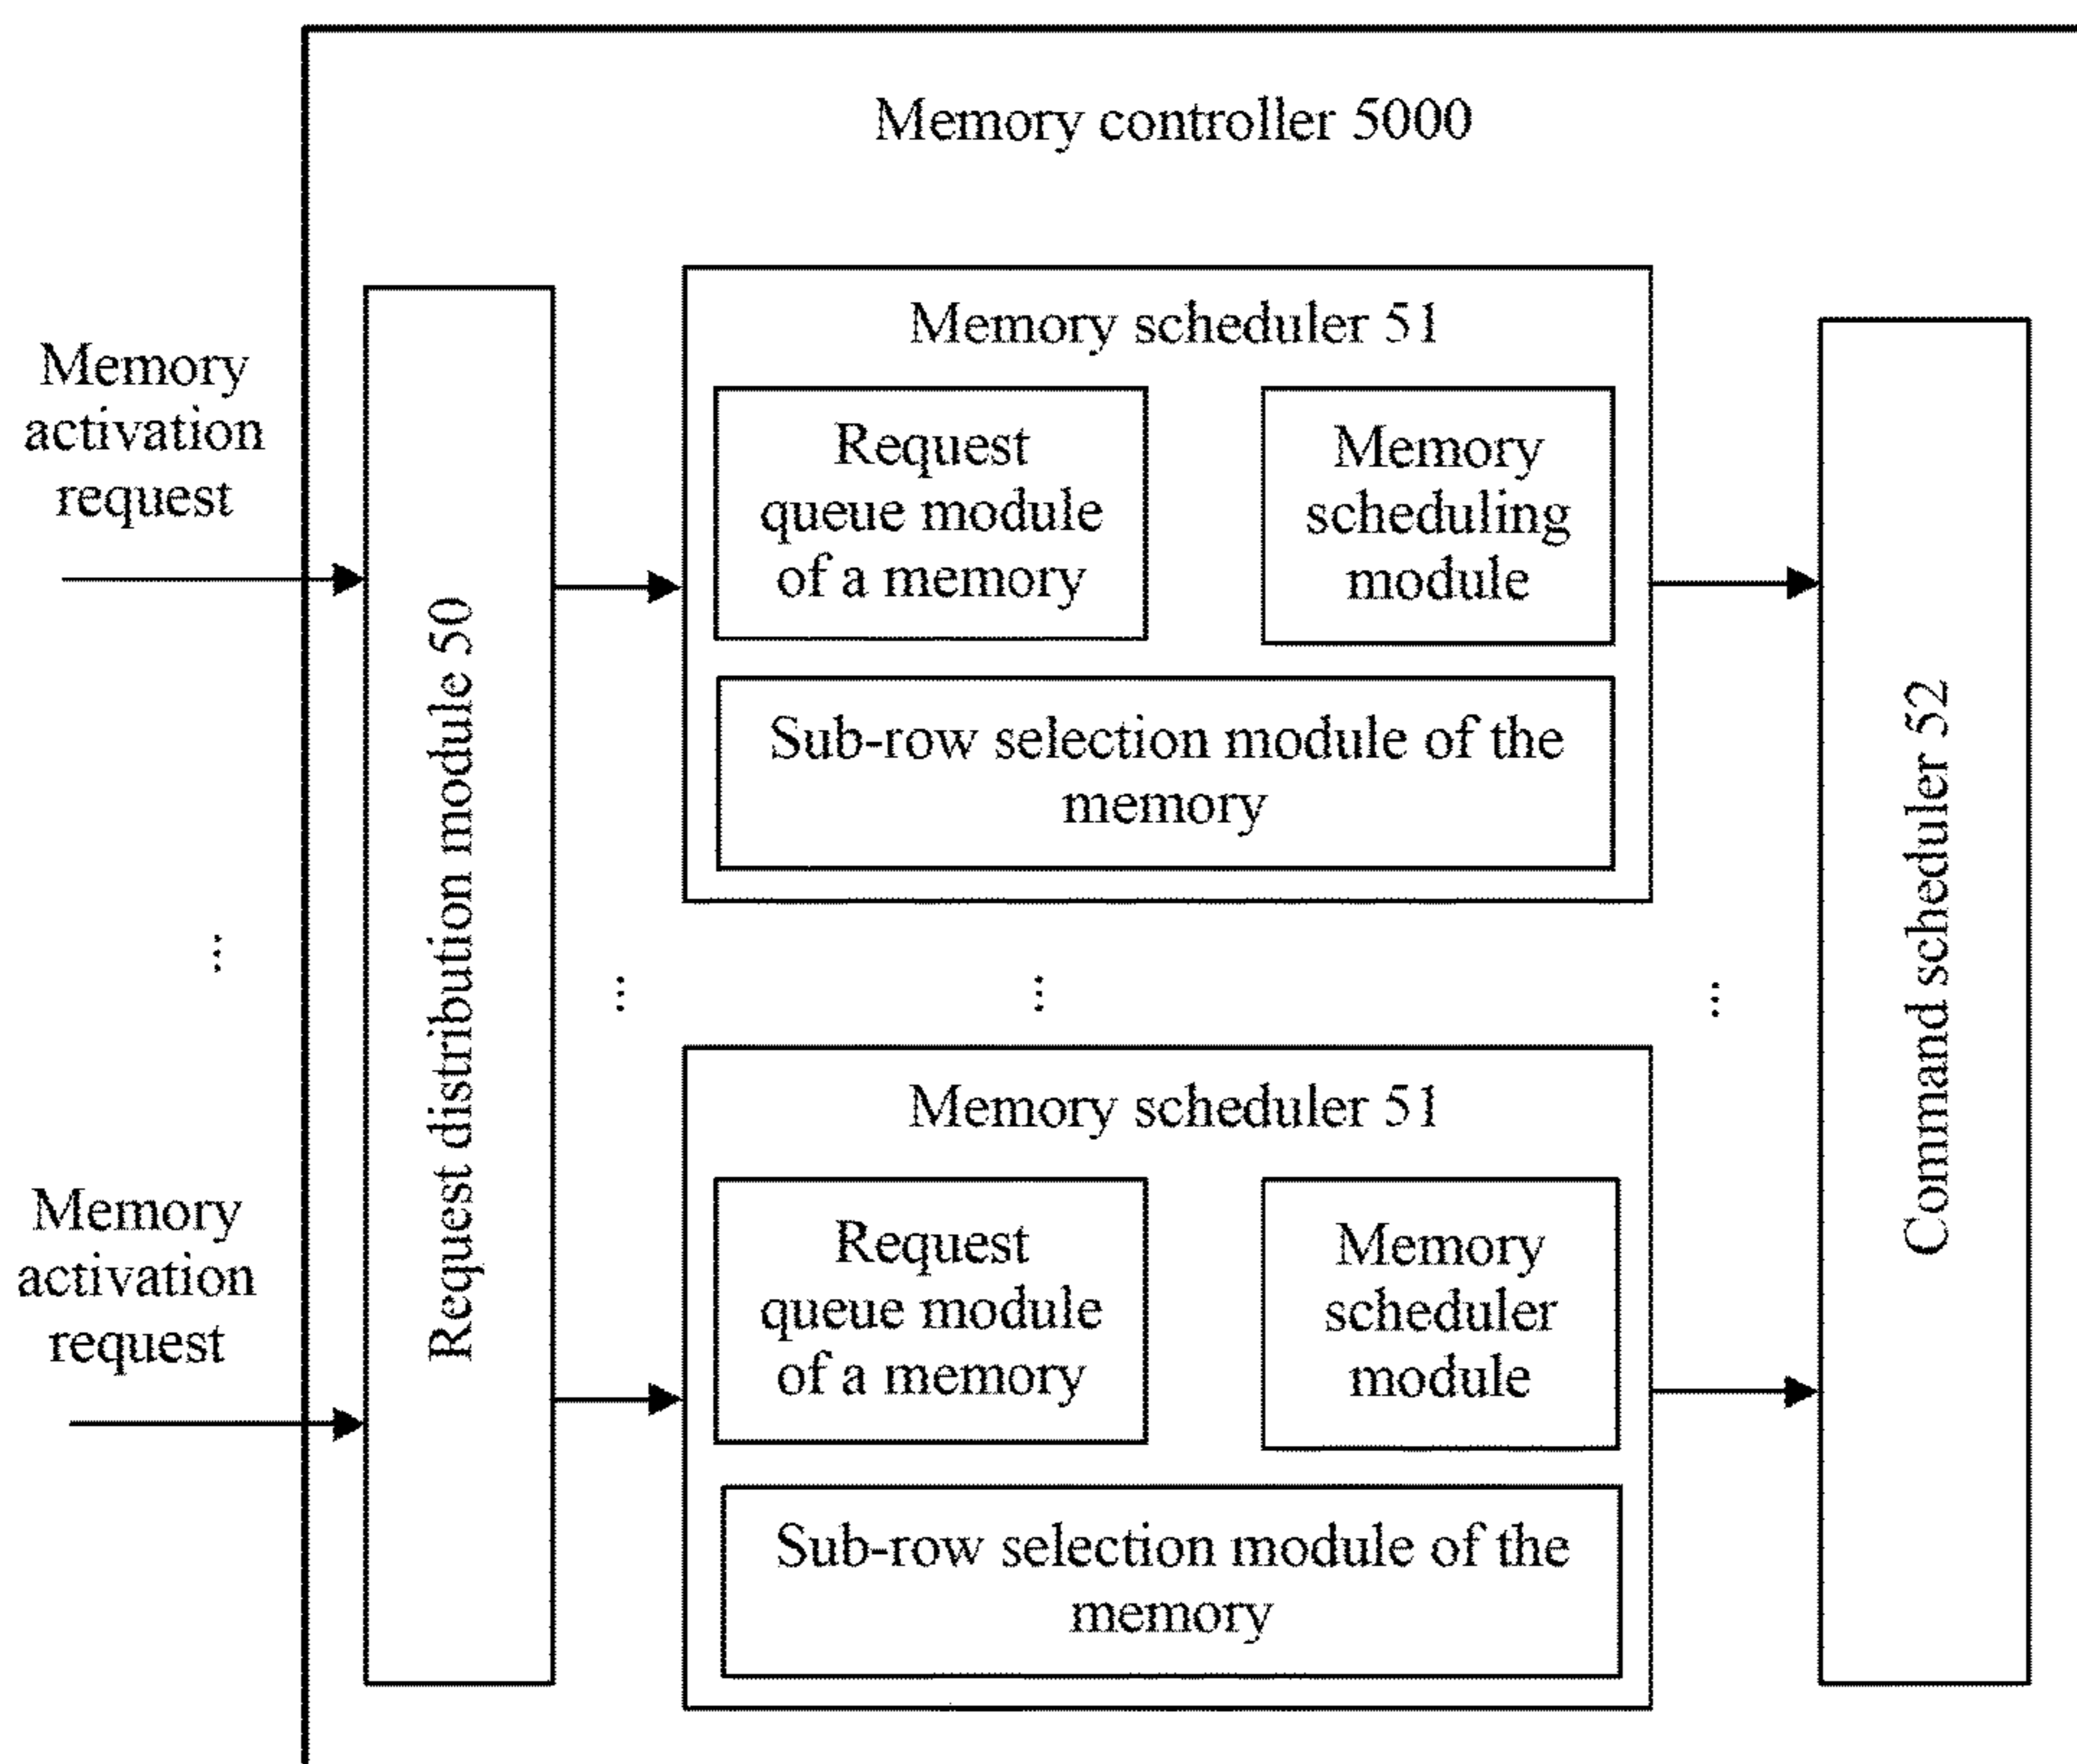 Memory controller 5000
Memory
activation
request
Request distribution module 50
Memory scheduler 51
Request
queue module
of a memory
Memory
scheduling
module
Sub-row selection module of the
memory
Command scheduler 52
...
...
...
...
Memory
activation
request
Memory scheduler 51
Request
queue module
of a memory
Memory
scheduler
module
Sub-row selection module of the
memory